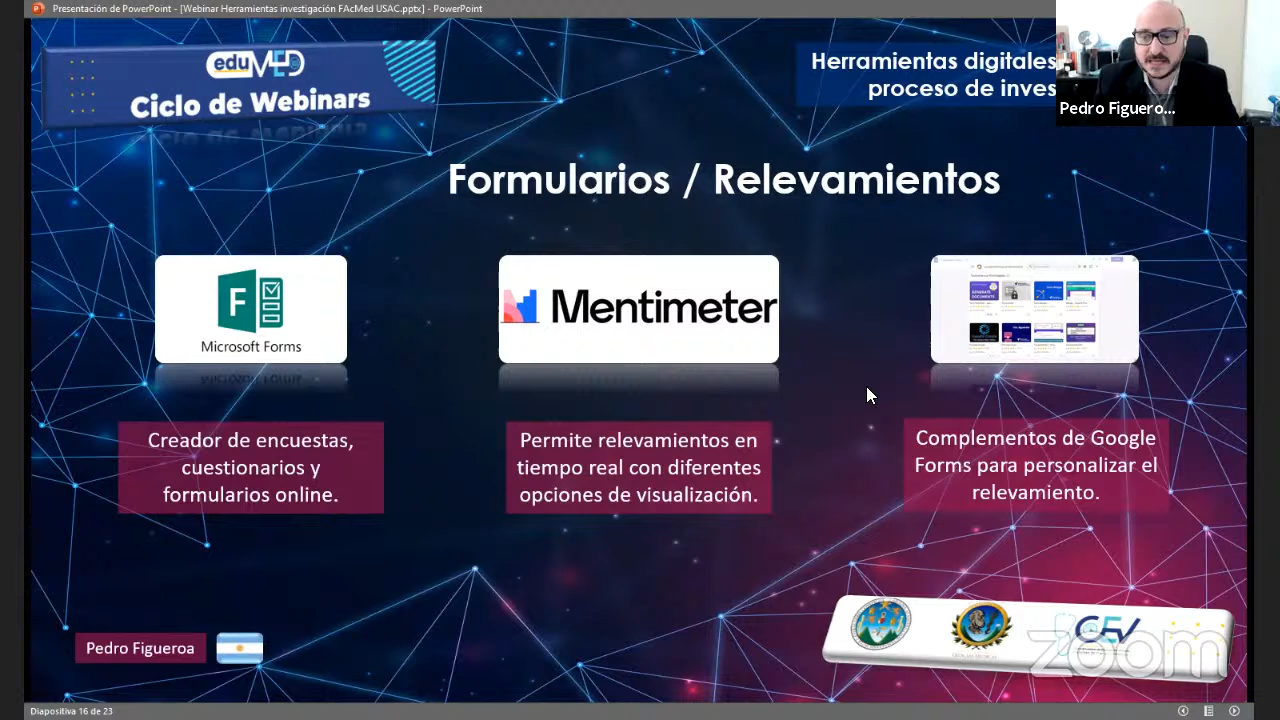 Presentación de PowerPoint - [Webinar Herramientas investigación FAcMed USAC.pptx] - PowerPoint
eduMED
Ciclo de Webinars
Herramientas digitales
proceso de inves
Pedro Figuero...
Formularios / Relevamientos
F
Microsoft Forms
Mentimeter
Creador de encuestas,
cuestionarios y
formularios online.
Permite relevamientos en
tiempo real con diferentes
opciones de visualización.
Complementos de Google
Forms para personalizar el
relevamiento.
Pedro Figueroa
CEV
zoom
Diapositiva 16 de 23